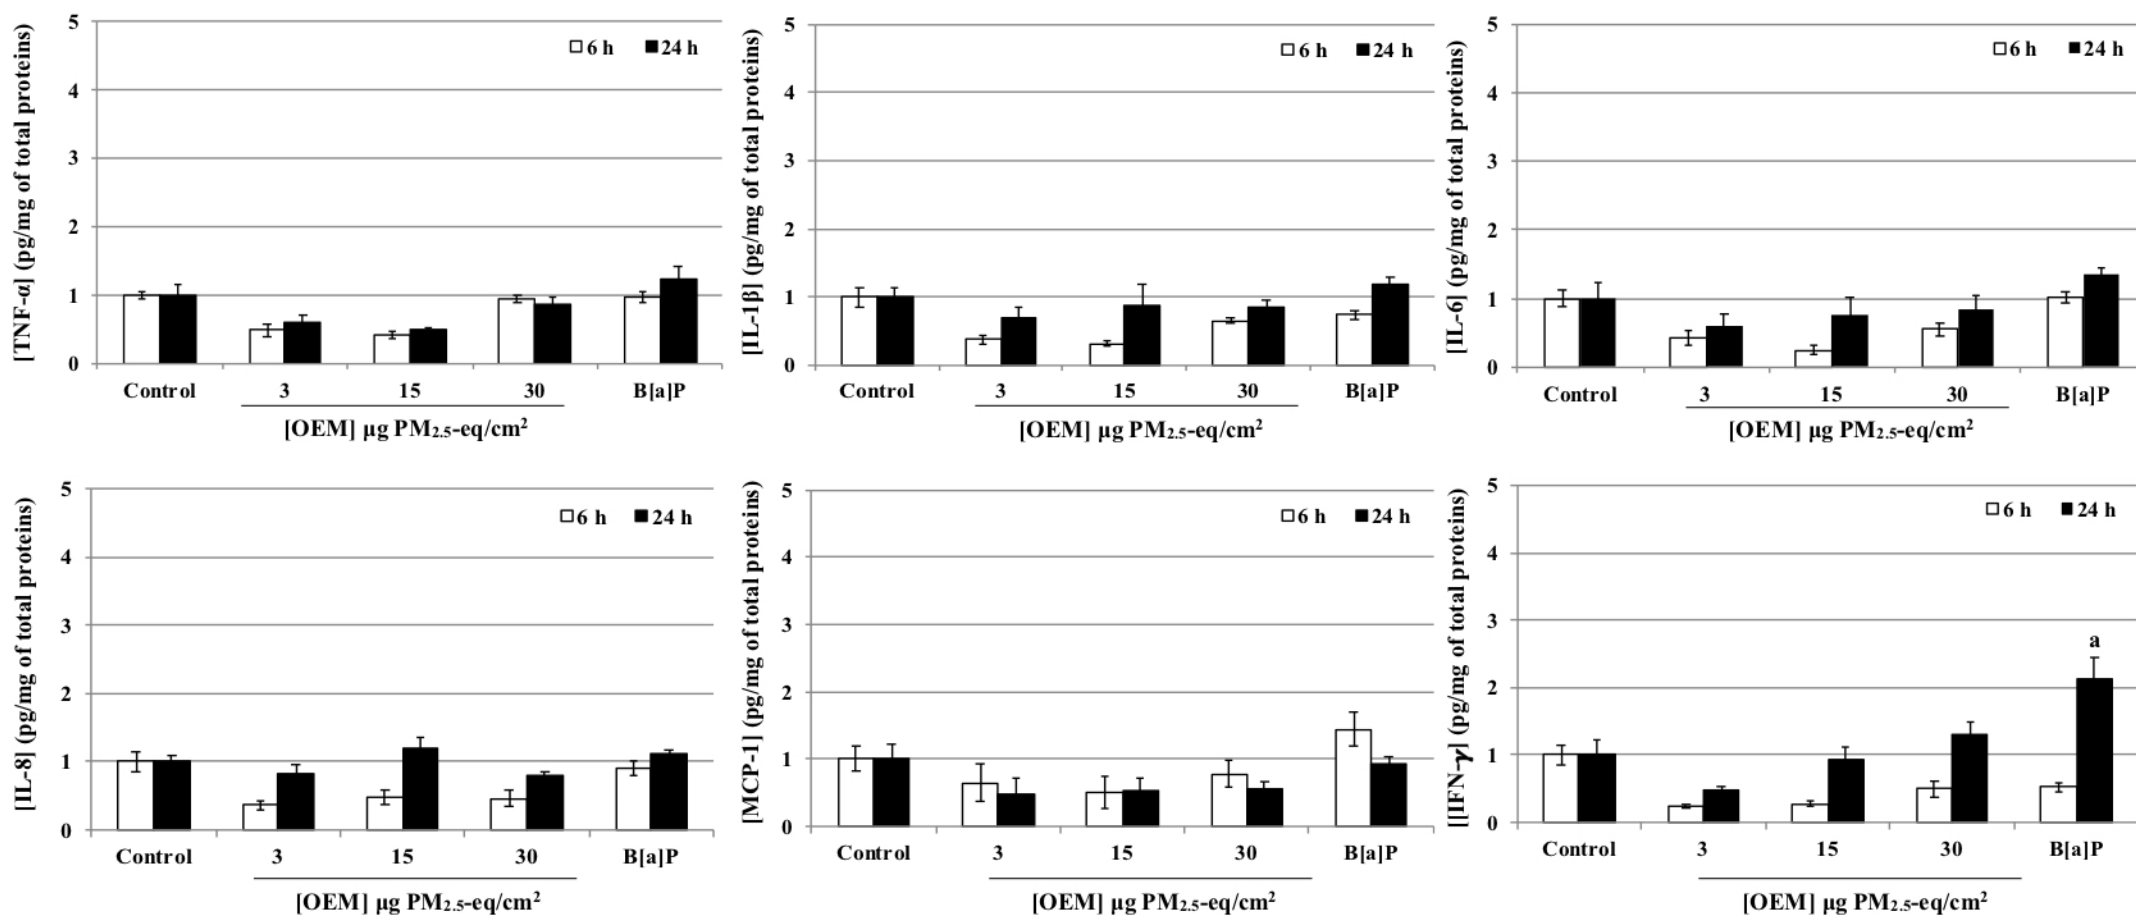 [TNF-α] (pg/mg of total proteins)
5
4
3
2
1
0
6 h 24 h
Control 3 15 30 B[a]P
[OEM] µg PM2.5-eq/cm2
[IL-1β] (pg/mg of total proteins)
5
4
3
2
1
0
6 h 24 h
Control 3 15 30 B[a]P
[OEM] µg PM2.5-eq/cm2
[IL-6] (pg/mg of total proteins)
5
4
3
2
1
0
6 h 24 h
Control 3 15 30 B[a]P
[OEM] µg PM2.5-eq/cm2
[IL-8] (pg/mg of total proteins)
5
4
3
2
1
0
6 h 24 h
Control 3 15 30 B[a]P
[OEM] µg PM2.5-eq/cm2
[MCP-1] (pg/mg of total proteins)
5
4
3
2
1
0
6 h 24 h
Control 3 15 30 B[a]P
[OEM] µg PM2.5-eq/cm2
[[IFN-γ] (pg/mg of total proteins)
5
4
3
2
1
0
6 h 24 h
a
Control 3 15 30 B[a]P
[OEM] µg PM2.5-eq/cm2